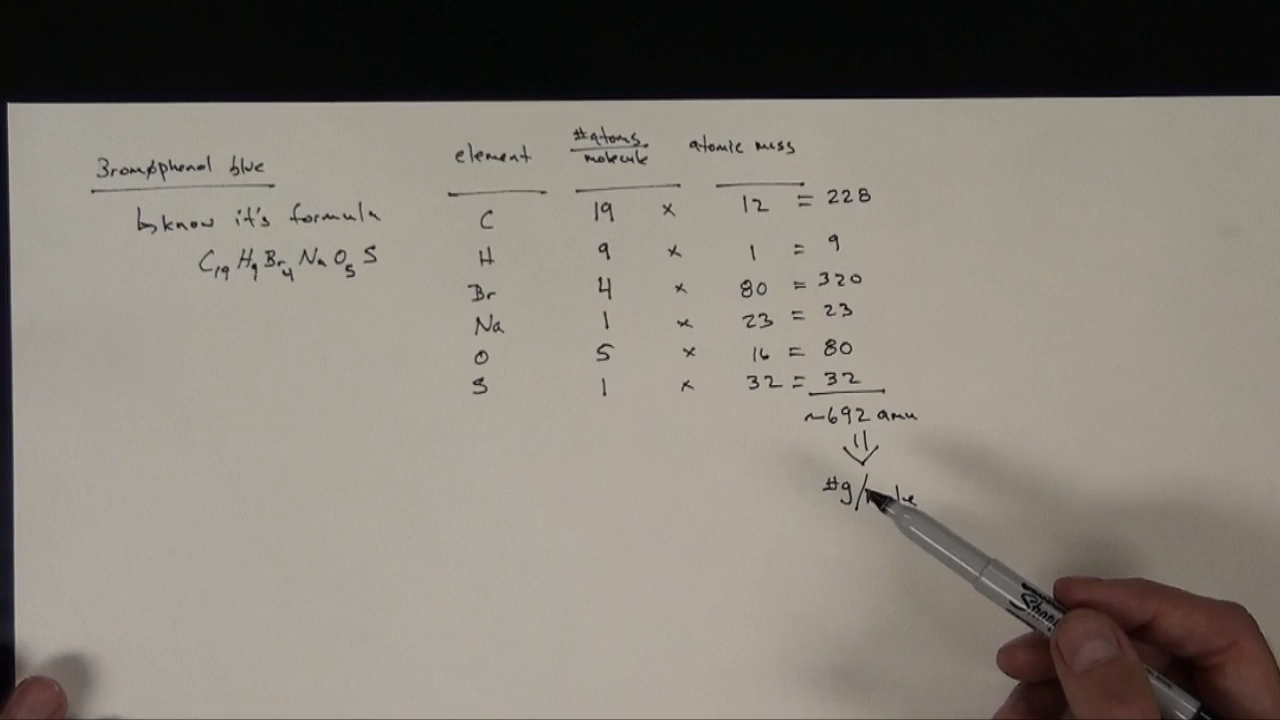 Bromophenol blue
↳know it's formula
C19 H9 Br4 Na O5 S
element #atoms/molecule atomic mass
C 19 x 12 = 228
H 9 x 1 = 9
Br 4 x 80 = 320
Na 1 x 23 = 23
O 5 x 16 = 80
S 1 x 32 = 32
~692 amu
#g/mole